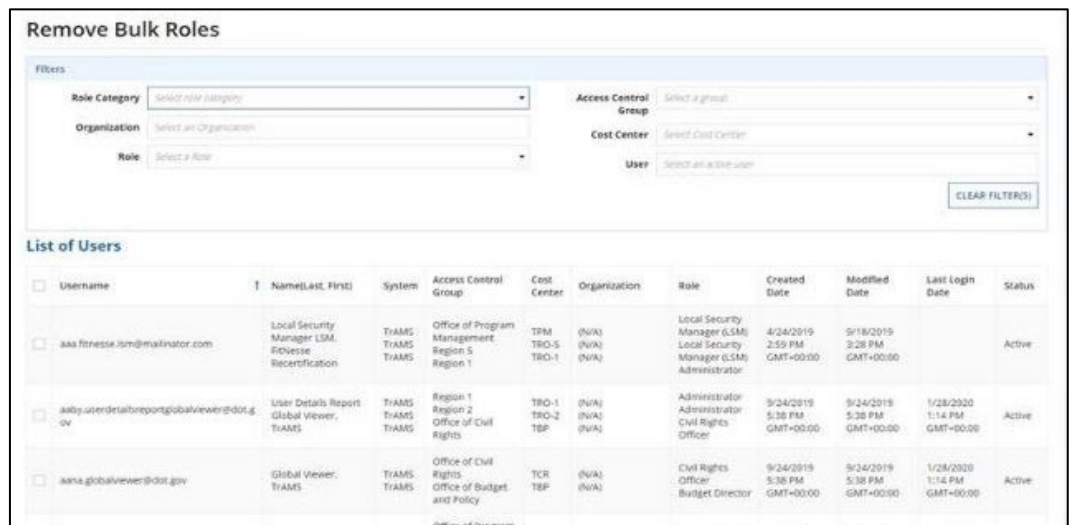 Remove Bulk Roles
Filters
Role Category Select role category
Access Control Group Select a group
Organization Select an Organization
Cost Center Select Cost Center
Role Select a Role
User Select an active user
CLEAR FILTER(S)
List of Users
Username ↑ Name(Last, First) System Access Control Group Cost Center Organization Role Created Date Modified Date Last Login Date Status
Local Security Office of Program Local Security
Manager LSM, TrAMS Management TPM (N/A) Manager (LSM) 4/24/2019 9/18/2019
aaa.fitnesse.lsm@mailinator.com FitNesse TrAMS Region 5 TRO-5 (N/A) Local Security 2:59 PM 3:28 PM Active
Recertification TrAMS Region 1 TRO-1 (N/A) Manager (LSM) GMT+00:00 GMT+00:00
Administrator
User Details Report TrAMS Region 1 TRO-1 (N/A) Administrator 9/24/2019 9/24/2019 1/28/2020
aaby.userdetailsreportglobalviewer@dot.g Global Viewer, TrAMS Region 2 TRO-2 (N/A) Administrator 5:38 PM 5:38 PM 1:14 PM Active
ov TrAMS TrAMS Office of Civil TBP (N/A) Civil Rights GMT+00:00 GMT+00:00 GMT+00:00
Rights Officer
Office of Civil
aana.globalviewer@dot.gov Global Viewer, TrAMS Rights TCR (N/A) Civil Rights 9/24/2019 9/24/2019 1/28/2020 Active
TrAMS TrAMS Office of Budget TBP (N/A) Officer 5:38 PM 5:38 PM 1:14 PM
and Policy Budget Director GMT+00:00 GMT+00:00 GMT+00:00
Office of Program